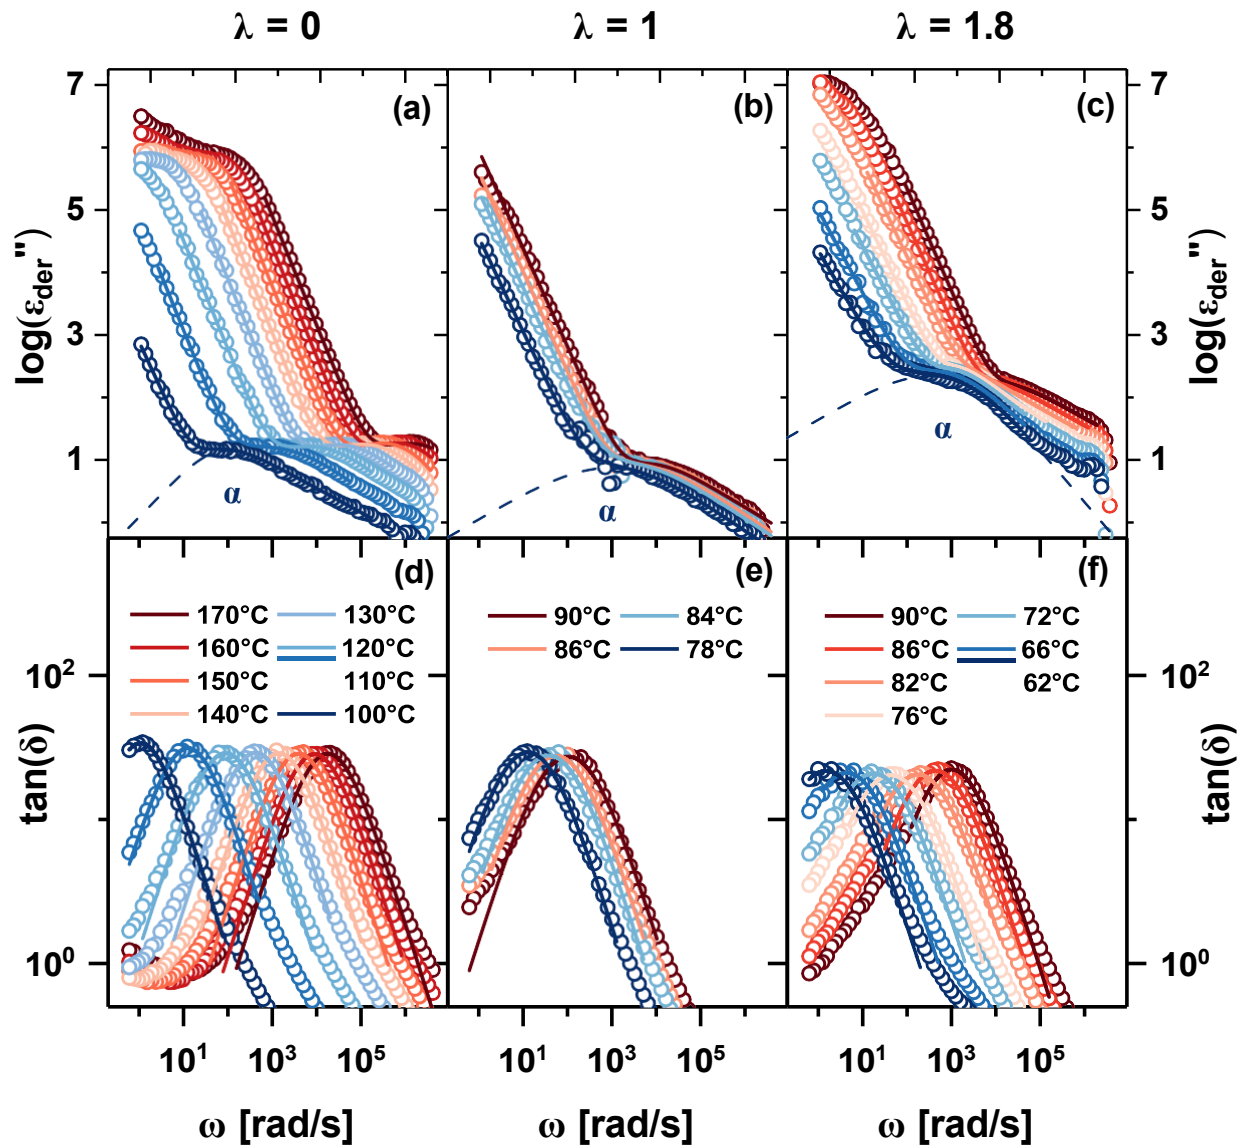 λ = 0 λ = 1 λ = 1.8
7 (a) (b) (c) 7
5 5
3 3
1 1
log(ε_der'') log(ε_der'')
α α α
(d) (e) (f)
170°C 130°C 90°C 84°C 90°C 72°C
160°C 120°C 86°C 78°C 86°C 66°C
150°C 110°C 82°C 62°C
140°C 100°C 76°C
10² 10²
10⁰ 10⁰
tan(δ) tan(δ)
10¹ 10³ 10⁵ 10¹ 10³ 10⁵ 10¹ 10³ 10⁵
ω [rad/s] ω [rad/s] ω [rad/s]